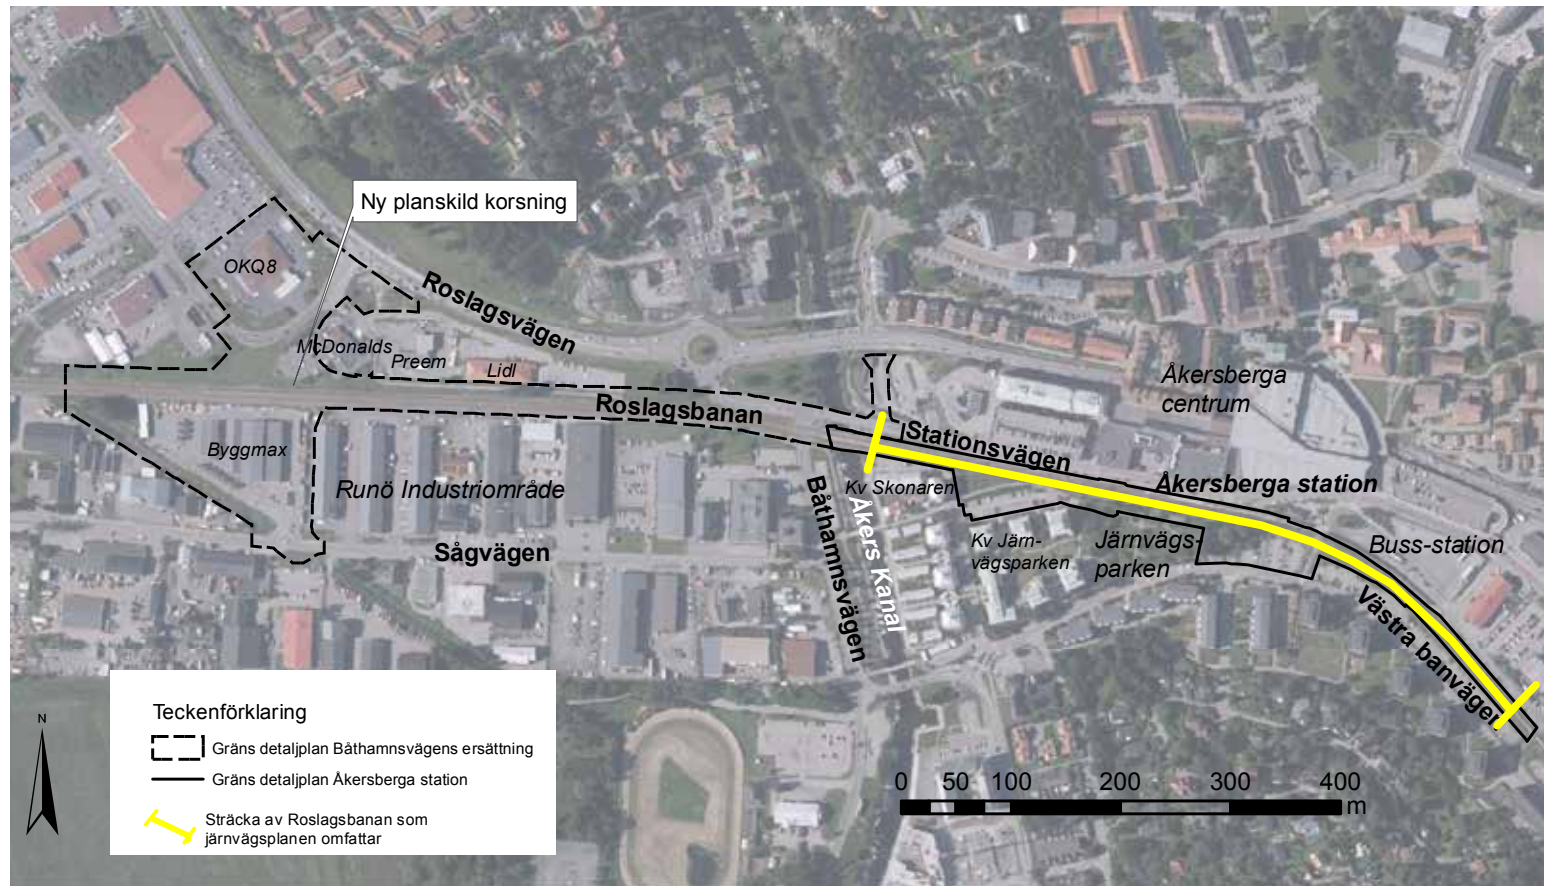 Ny planskild korsning
OKQ8
Roslagsvägen
McDonalds
Preem
Lidl
Åkersberga
centrum
Roslagsbanan
Stationsvägen
Byggmax
Åkersberga station
Runö Industriområde
Kv Skonaren
Båthamnsvägen
Åkers Kanal
Kv Järn-
vägsparken
Järnvägs-
parken
Buss-station
Sågvägen
Västra banvägen
Teckenförklaring
Gräns detaljplan Båthamnsvägens ersättning
Gräns detaljplan Åkersberga station
Sträcka av Roslagsbanan som
järnvägsplanen omfattar
N
0 50 100 200 300 400
m